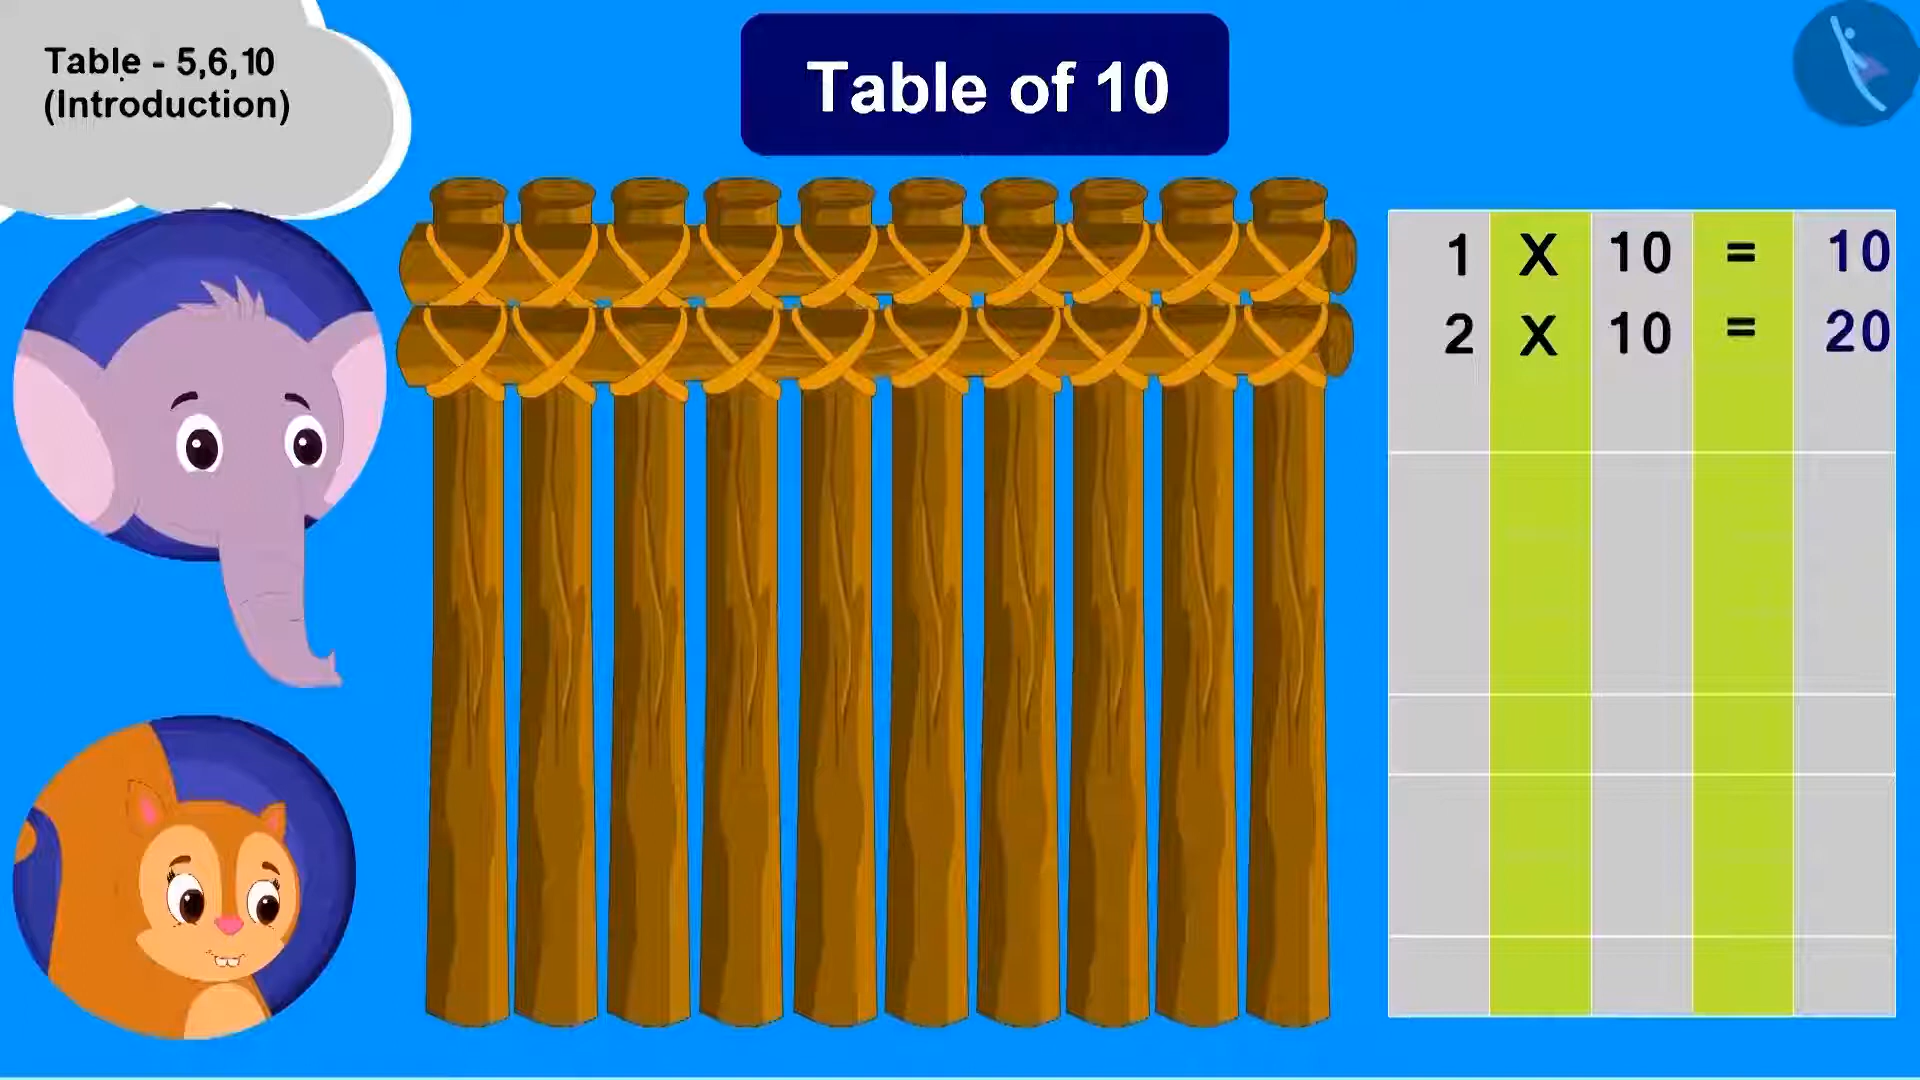 Table - 5,6,10
(Introduction)
Table of 10
1 X 10 = 10
2 X 10 = 20